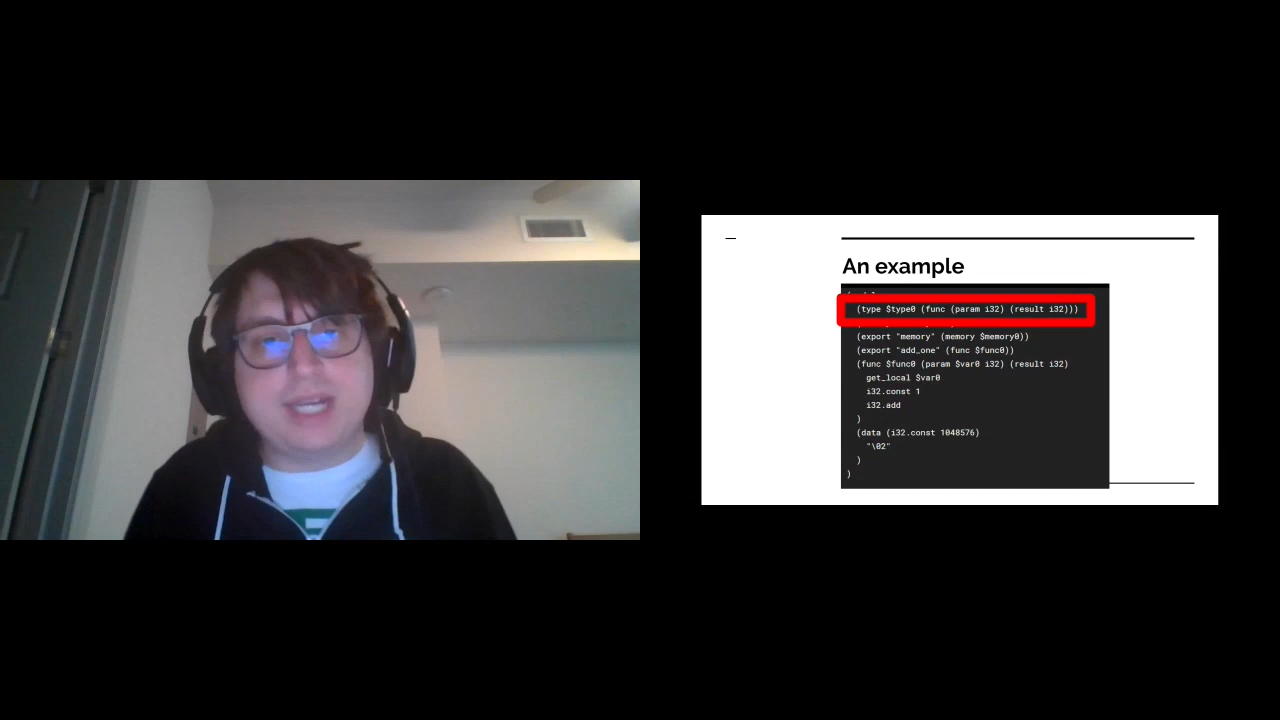 An example
(type $type0 (func (param i32) (result i32)))
(export "memory" (memory $memory0))
(export "add_one" (func $func0))
(func $func0 (param $var0 i32) (result i32)
get_local $var0
i32.const 1
i32.add
)
(data (i32.const 1048576)
"\02"
)
)